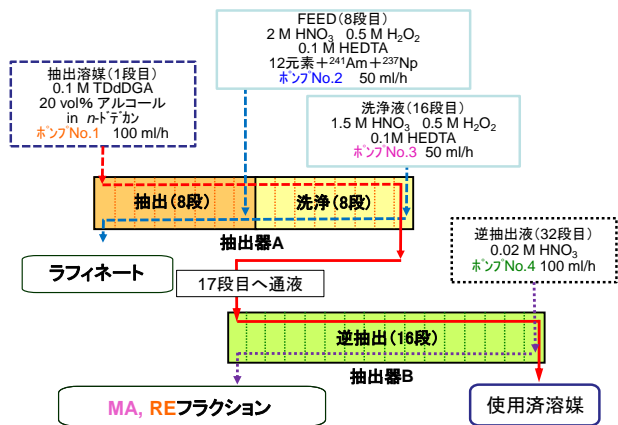 FEED(8段目)
2 M HNO₃ 0.5 M H₂O₂
0.1 M HEDTA
12元素＋²⁴¹Am＋²³⁷Np
ﾎﾟﾝﾌﾟNo.2 50 ml/h
抽出溶媒(1段目)
0.1 M TDdDGA
20 vol% アルコール
in n-ﾄﾞﾃﾞｶﾝ
ﾎﾟﾝﾌﾟNo.1 100 ml/h
洗浄液(16段目)
1.5 M HNO₃ 0.5 M H₂O₂
0.1M HEDTA
ﾎﾟﾝﾌﾟNo.3 50 ml/h
抽出(8段)
洗浄(8段)
抽出器A
逆抽出液(32段目)
0.02 M HNO₃
ﾎﾟﾝﾌﾟNo.4 100 ml/h
ラフィネート
17段目へ通液
逆抽出(16段)
抽出器B
MA, REフラクション
使用済溶媒